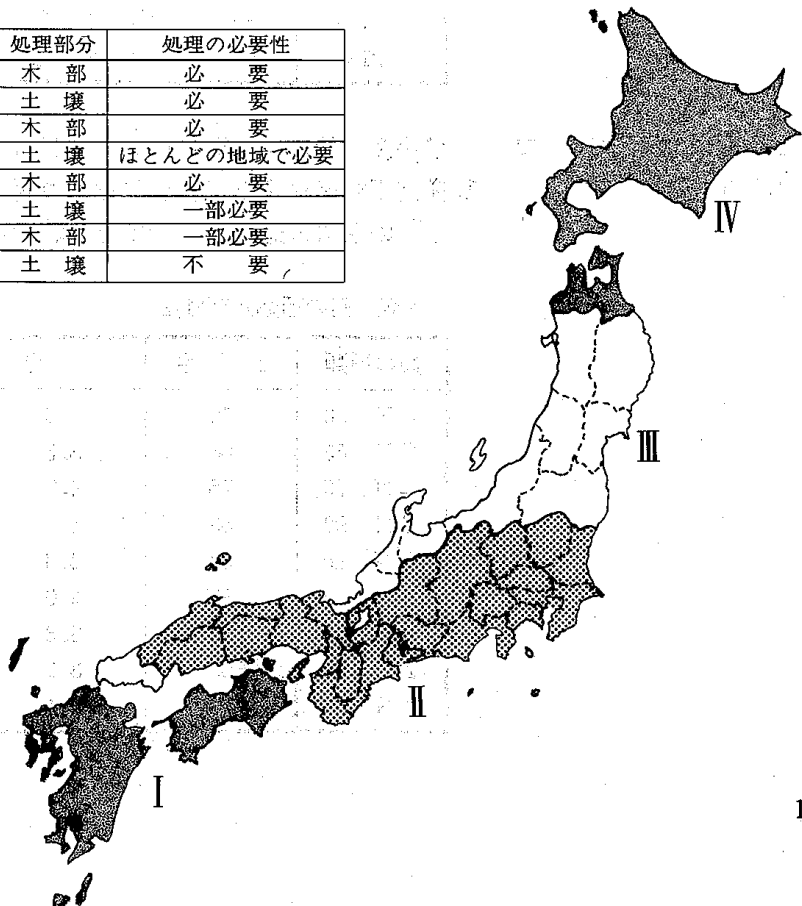 処理部分 処理の必要性
木部 必要
土壌 必要
木部 必要
土壌 ほとんどの地域で必要
木部 必要
土壌 一部必要
木部 一部必要
土壌 不要
IV
III
II
I